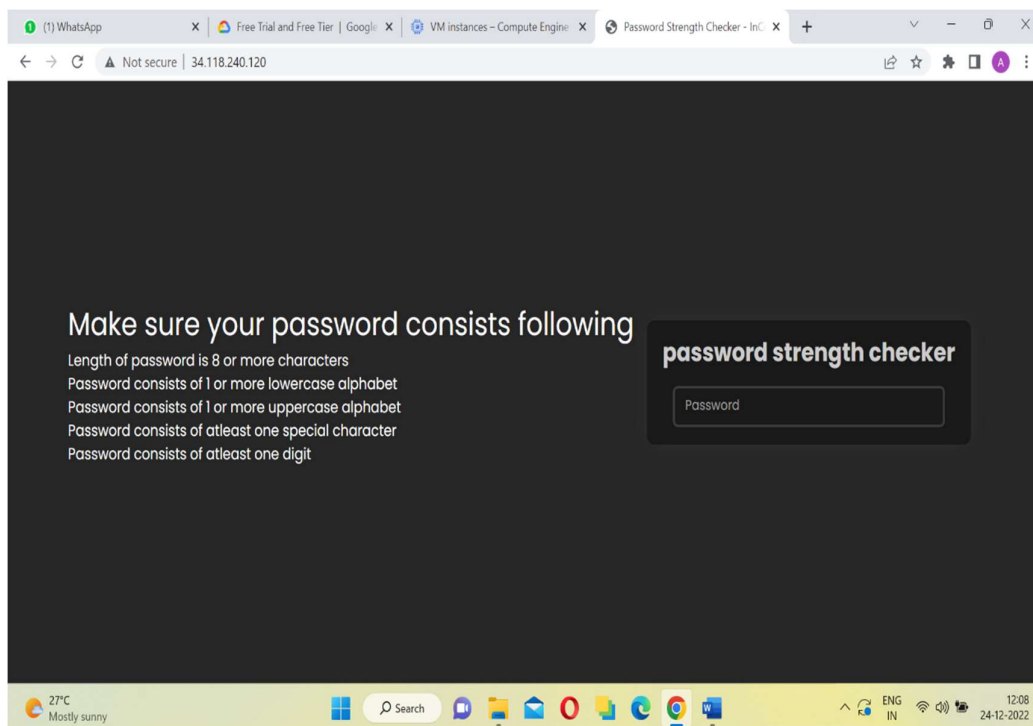 (1) WhatsApp
Free Trial and Free Tier | Google
VM instances – Compute Engine
Password Strength Checker - InC
Not secure | 34.118.240.120
A
Make sure your password consists following
Length of password is 8 or more characters
Password consists of 1 or more lowercase alphabet
Password consists of 1 or more uppercase alphabet
Password consists of atleast one special character
Password consists of atleast one digit
password strength checker
Password
27°C
Mostly sunny
Search
ENG
IN
12:08
24-12-2022